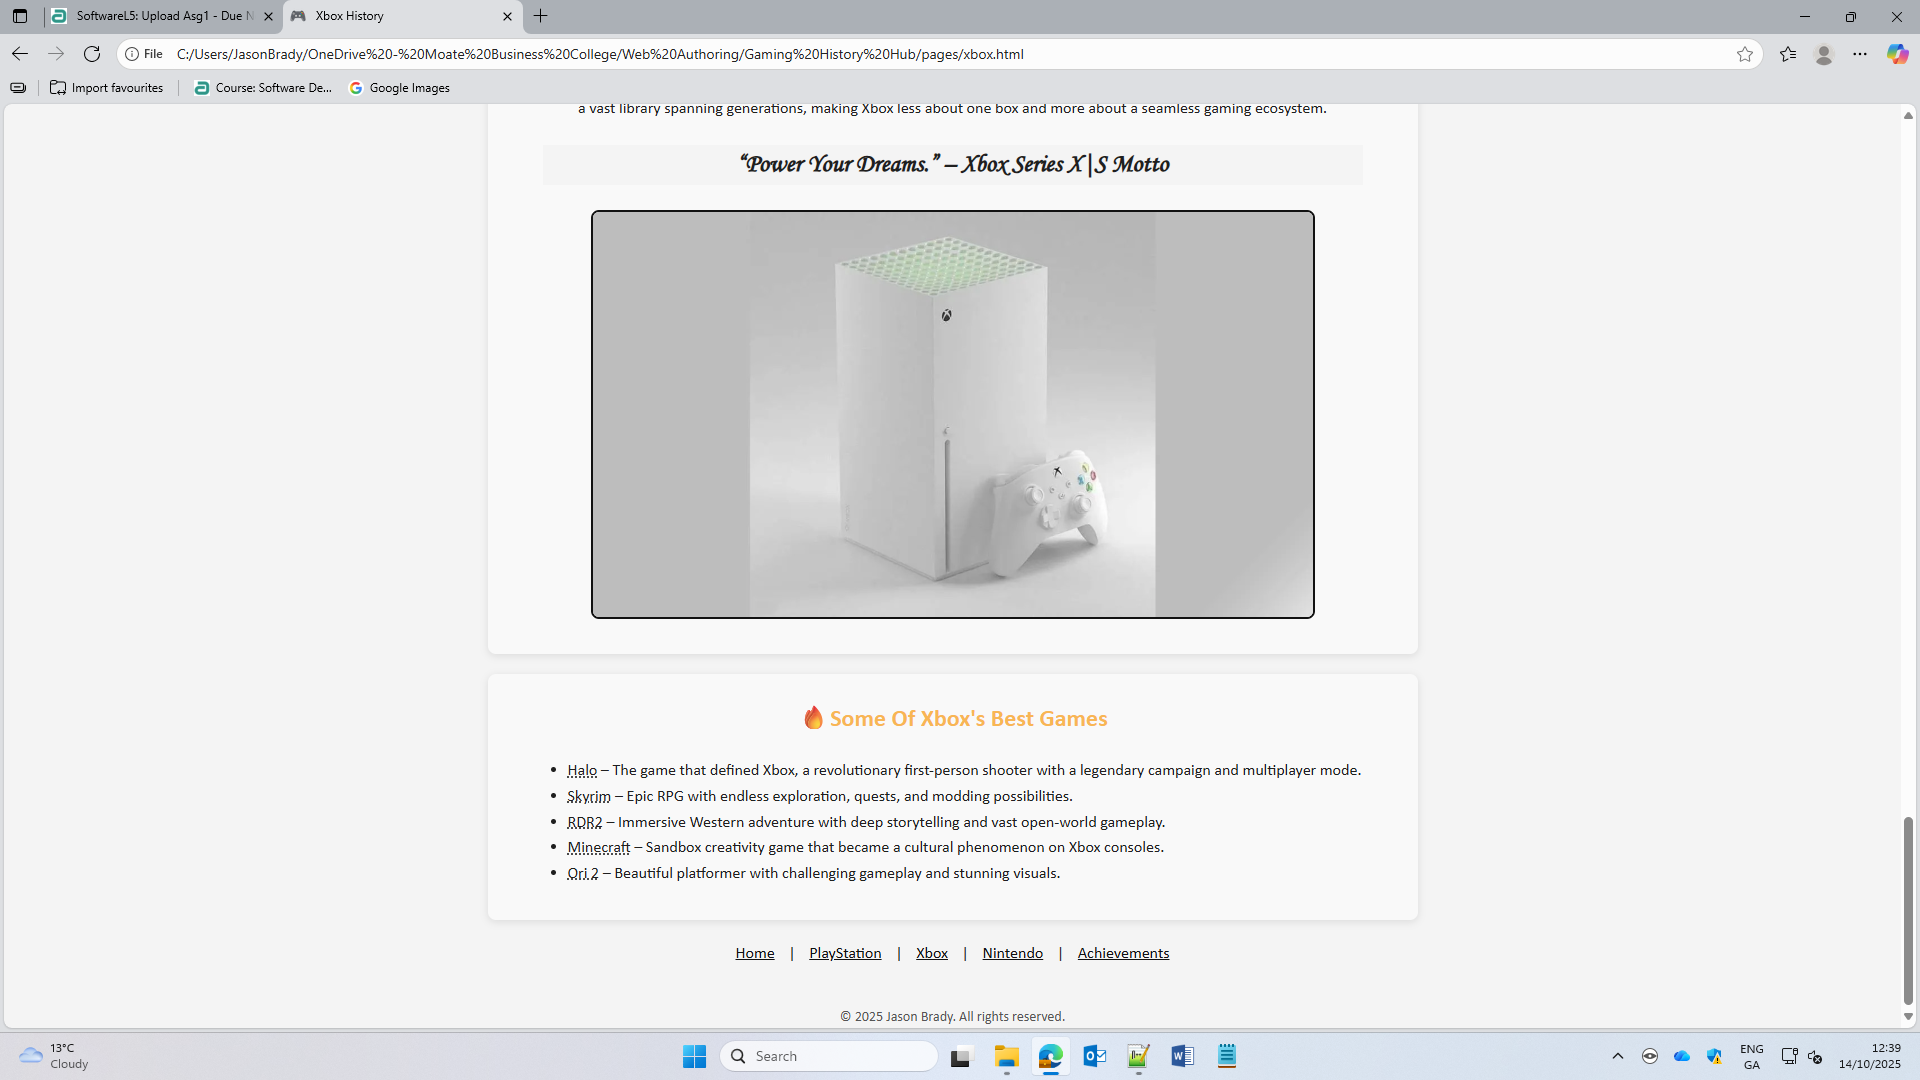 SoftwareL5: Upload Asg1 - Due N
Xbox History
File
C:/Users/JasonBrady/OneDrive%20-%20Moate%20Business%20College/Web%20Authoring/Gaming%20History%20Hub/pages/xbox.html
Import favourites
Course: Software De...
Google Images
a vast library spanning generations, making Xbox less about one box and more about a seamless gaming ecosystem.
“Power Your Dreams.” – Xbox Series X|S Motto
🔥 Some Of Xbox's Best Games
• Halo – The game that defined Xbox, a revolutionary first-person shooter with a legendary campaign and multiplayer mode.
• Skyrim – Epic RPG with endless exploration, quests, and modding possibilities.
• RDR2 – Immersive Western adventure with deep storytelling and vast open-world gameplay.
• Minecraft – Sandbox creativity game that became a cultural phenomenon on Xbox consoles.
• Ori 2 – Beautiful platformer with challenging gameplay and stunning visuals.
Home | PlayStation | Xbox | Nintendo | Achievements
© 2025 Jason Brady. All rights reserved.
13°C
Cloudy
Search
ENG
GA
12:39
14/10/2025